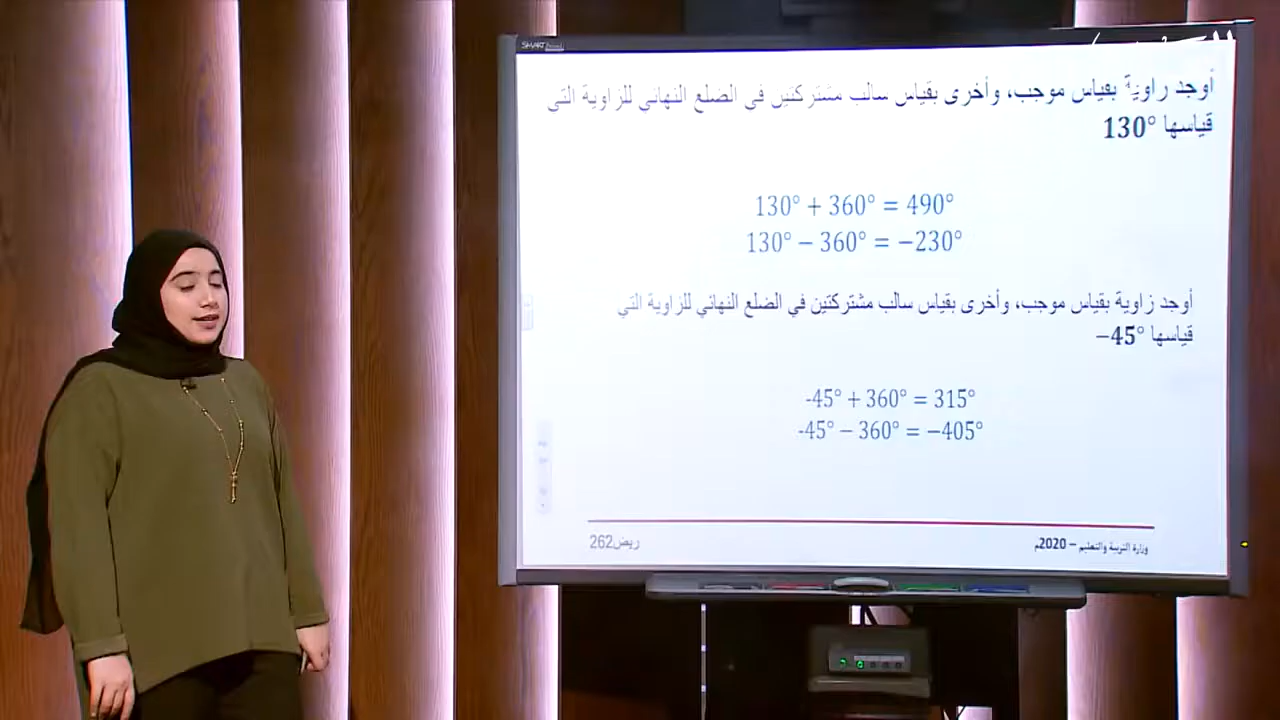 SMART
أوجد زاوية بقياس موجب، وأخرى بقياس سالب مشتركتين في الضلع النهائي للزاوية التي
قياسها 130°
130° + 360° = 490°
130° − 360° = −230°
أوجد زاوية بقياس موجب، وأخرى بقياس سالب مشتركتين في الضلع النهائي للزاوية التي
قياسها −45°
-45° + 360° = 315°
-45° − 360° = −405°
وزارة التربية والتعليم – 2020م
ريض262